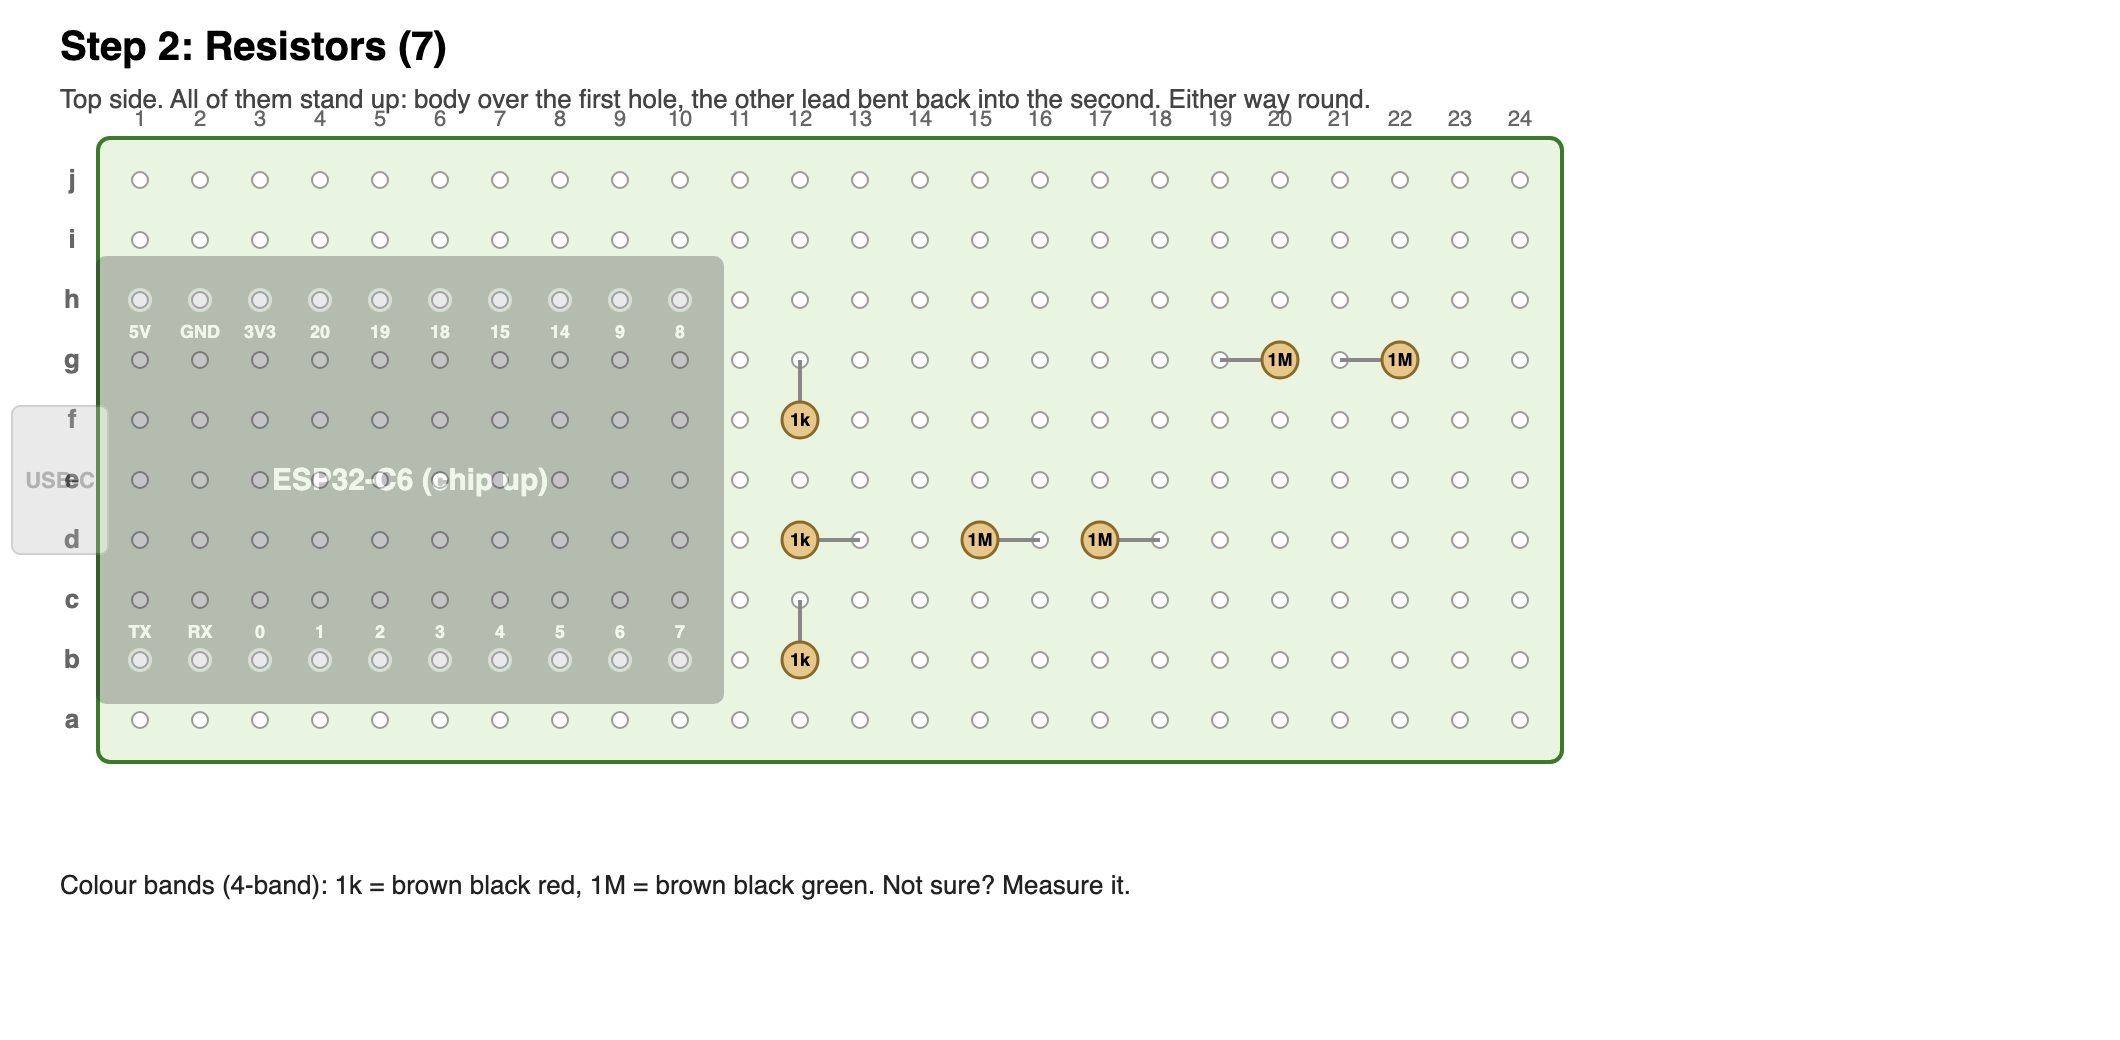 Step 2: Resistors (7)
Top side. All of them stand up: body over the first hole, the other lead bent back into the second. Either way round.
1 2 3 4 5 6 7 8 9 10 11 12 13 14 15 16 17 18 19 20 21 22 23 24
j
i
h
5V GND 3V3 20 19 18 15 14 9 8
g 1M 1M
f 1k
USB-C e ESP32-C6 (chip up)
d 1k 1M 1M
c
TX RX 0 1 2 3 4 5 6 7
b 1k
a
Colour bands (4-band): 1k = brown black red, 1M = brown black green. Not sure? Measure it.